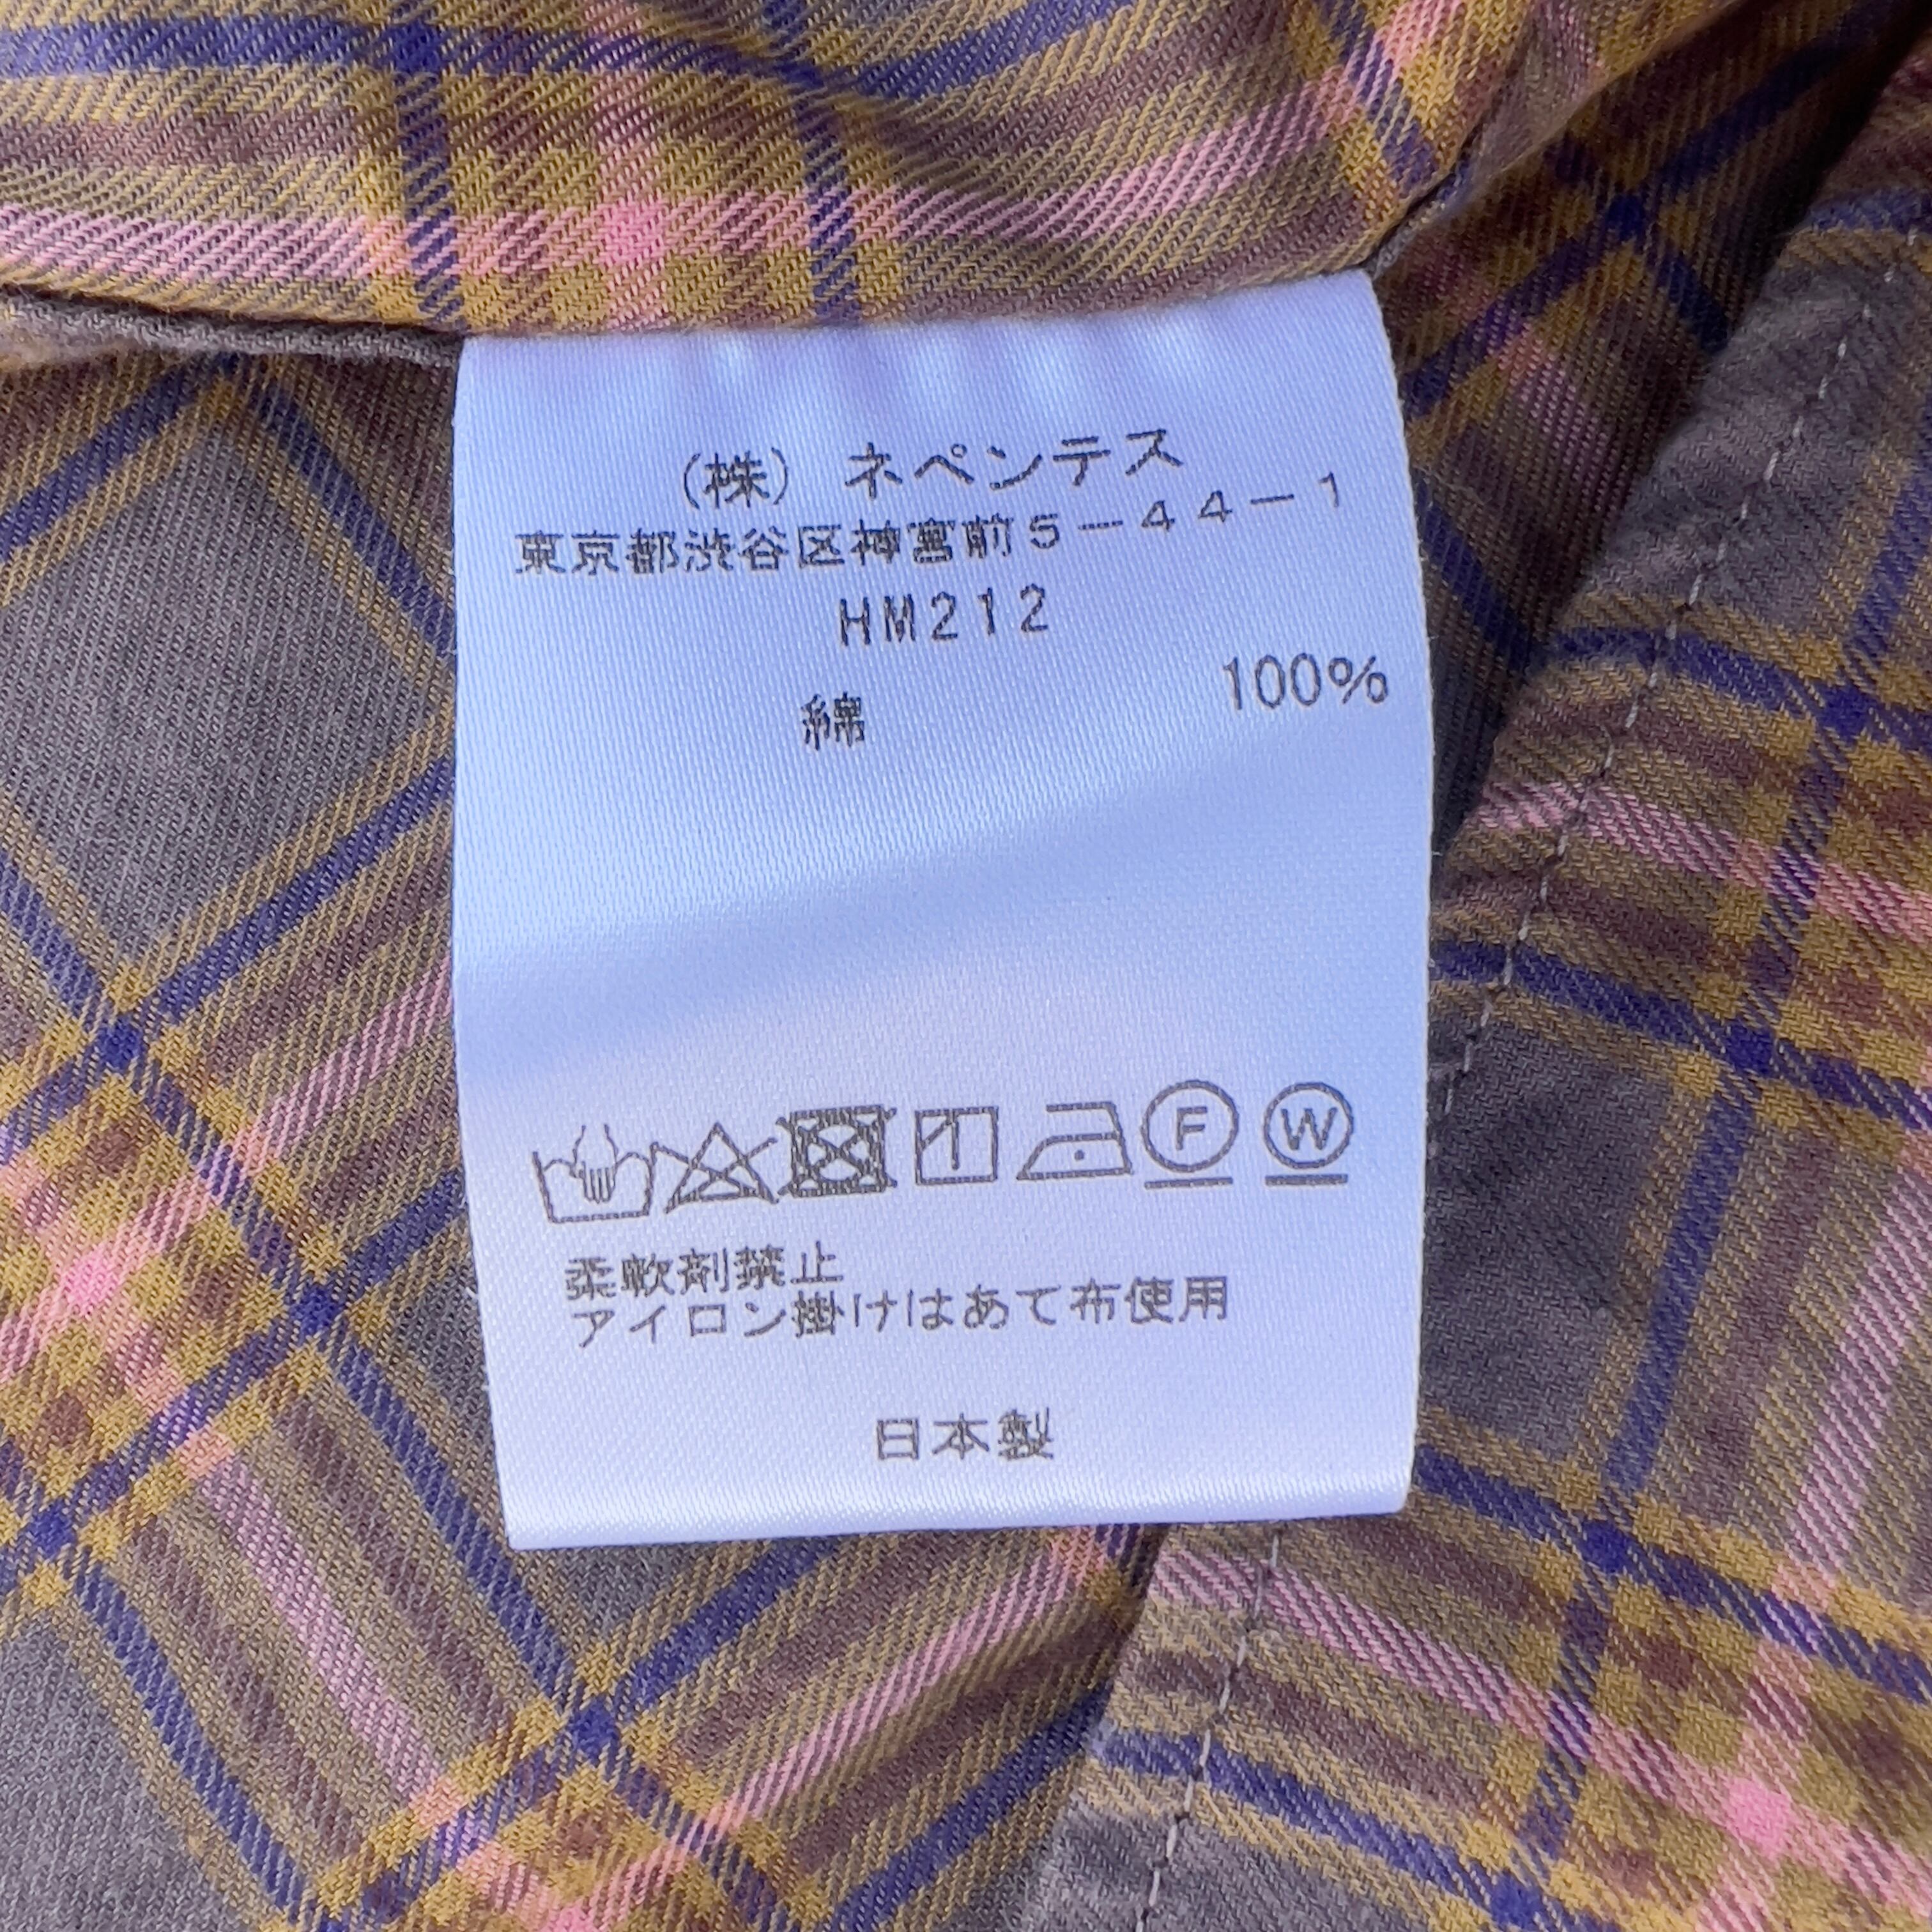 (株) ネペンテス
東京都渋谷区神宮前5-44-1
HM212
綿 100%
F W
柔軟剤禁止
アイロン掛けはあて布使用
日本製